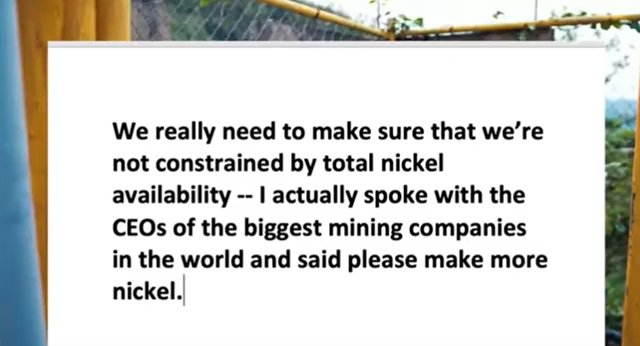 We really need to make sure that we’re
not constrained by total nickel
availability -- I actually spoke with the
CEOs of the biggest mining companies
in the world and said please make more
nickel.